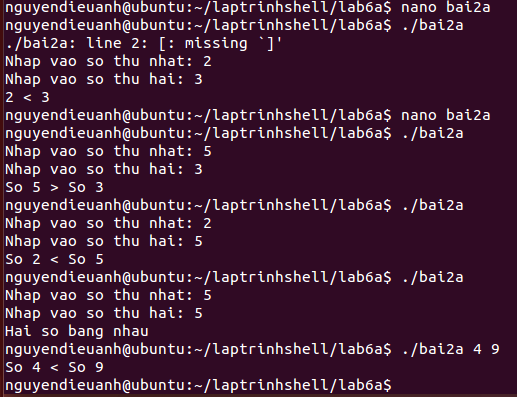 nguyendieuanh@ubuntu:~/laptrinhshell/lab6a$ nano bai2a
nguyendieuanh@ubuntu:~/laptrinhshell/lab6a$ ./bai2a
./bai2a: line 2: [: missing `]'
Nhap vao so thu nhat: 2
Nhap vao so thu hai: 3
2 < 3
nguyendieuanh@ubuntu:~/laptrinhshell/lab6a$ nano bai2a
nguyendieuanh@ubuntu:~/laptrinhshell/lab6a$ ./bai2a
Nhap vao so thu nhat: 5
Nhap vao so thu hai: 3
So 5 > So 3
nguyendieuanh@ubuntu:~/laptrinhshell/lab6a$ ./bai2a
Nhap vao so thu nhat: 2
Nhap vao so thu hai: 5
So 2 < So 5
nguyendieuanh@ubuntu:~/laptrinhshell/lab6a$ ./bai2a
Nhap vao so thu nhat: 5
Nhap vao so thu hai: 5
Hai so bang nhau
nguyendieuanh@ubuntu:~/laptrinhshell/lab6a$ ./bai2a 4 9
So 4 < So 9
nguyendieuanh@ubuntu:~/laptrinhshell/lab6a$